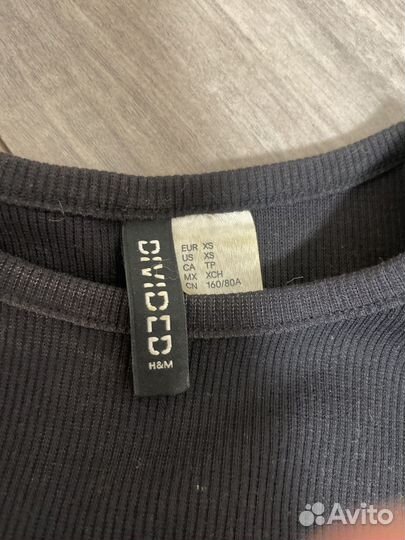 DIVIDED
H&M
EUR XS
US XS
CA TP
MX XCH
CN 160/80A
Avito